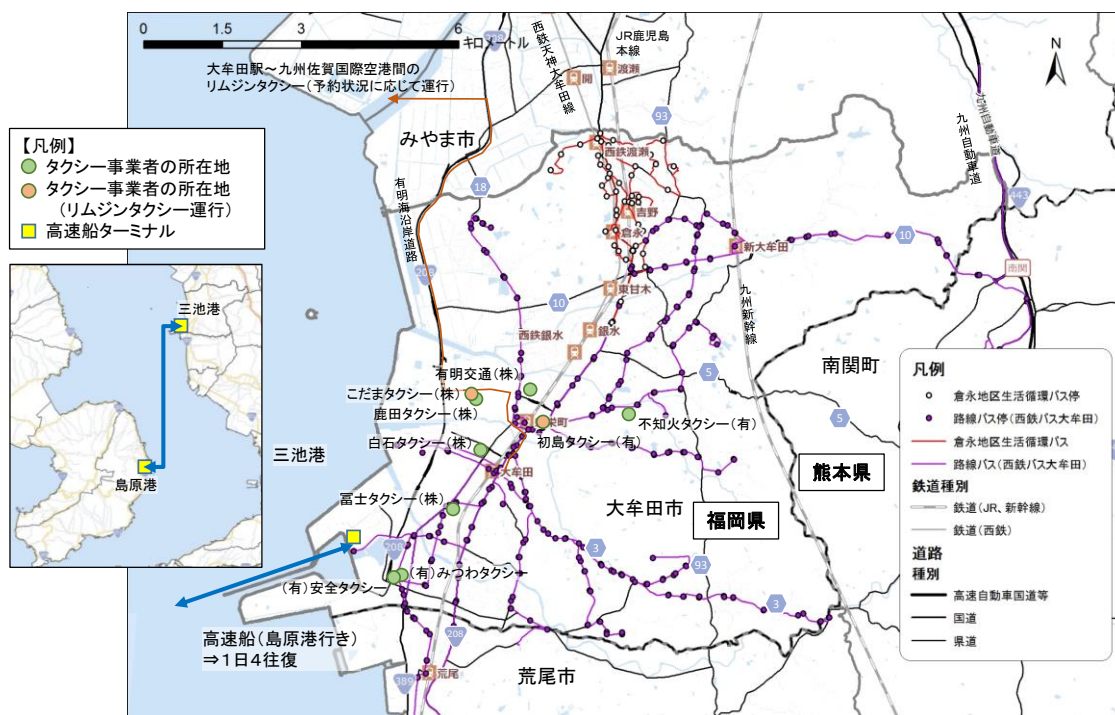 0 1.5 3 6
キロメートル
208
大牟田駅～九州佐賀国際空港間の
リムジンタクシー(予約状況に応じて運行)
西鉄天神大牟田線
JR鹿児島
本線
渡瀬
開
N
93
九州自動車道
九州自動車道
みやま市
西鉄渡瀬
【凡例】
タクシー事業者の所在地
タクシー事業者の所在地
(リムジンタクシー運行)
高速船ターミナル
18
有明海沿岸道路
208
吉野
倉永
新大牟田
10
443
南関
東甘木
10
九州新幹線
銀水
西鉄銀水
三池港
島原港
5
南関町
5
有明交通(株)
こだまタクシー(株)
鹿田タクシー(株)
栄町
不知火タクシー(有)
初島タクシー(有)
白石タクシー(株)
三池港
大牟田
熊本県
冨士タクシー(株)
大牟田市
福岡県
208
3
93
(有)みつわタクシー
(有)安全タクシー
3
高速船(島原港行き)
⇒1日4往復
208
荒尾
389
荒尾市
凡例
倉永地区生活循環バス停
路線バス停(西鉄バス大牟田)
倉永地区生活循環バス
路線バス(西鉄バス大牟田)
鉄道種別
鉄道(JR、新幹線)
鉄道(西鉄)
道路
種別
高速自動車国道等
国道
県道